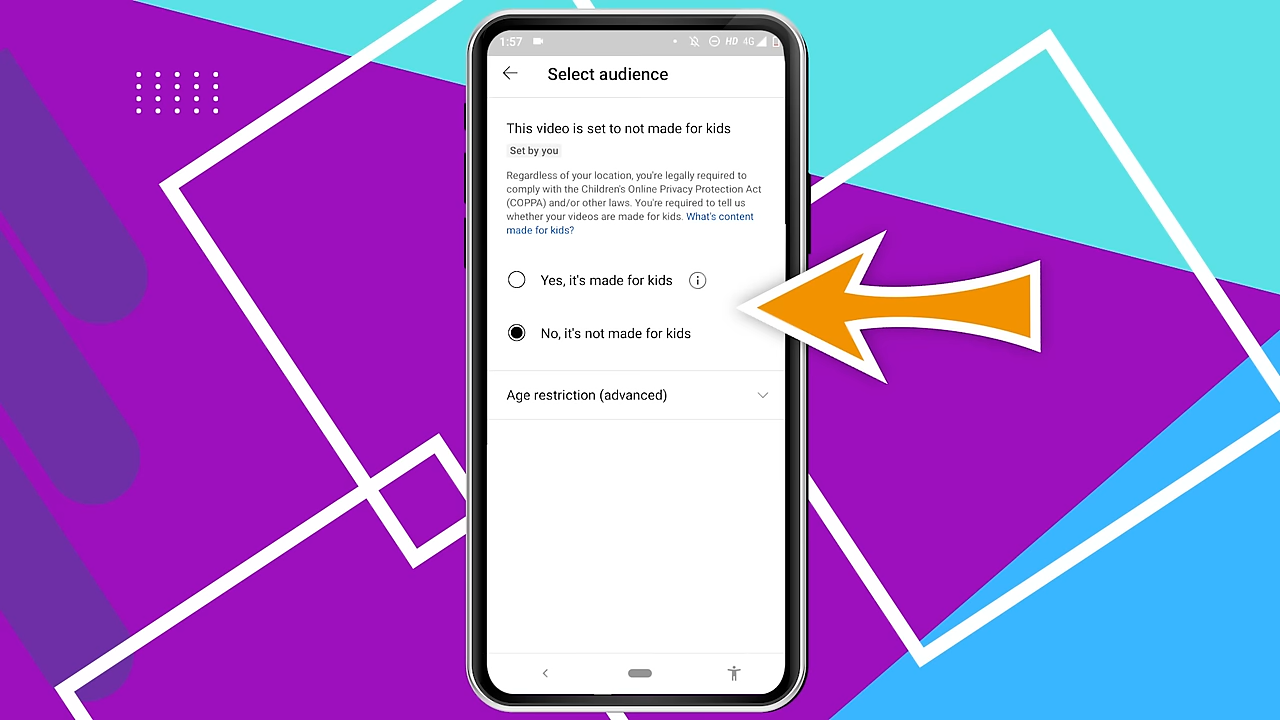 1:57 HD 4G
Select audience
This video is set to not made for kids
Set by you
Regardless of your location, you're legally required to
comply with the Children's Online Privacy Protection Act
(COPPA) and/or other laws. You're required to tell us
whether your videos are made for kids. What's content
made for kids?
Yes, it's made for kids
No, it's not made for kids
Age restriction (advanced)